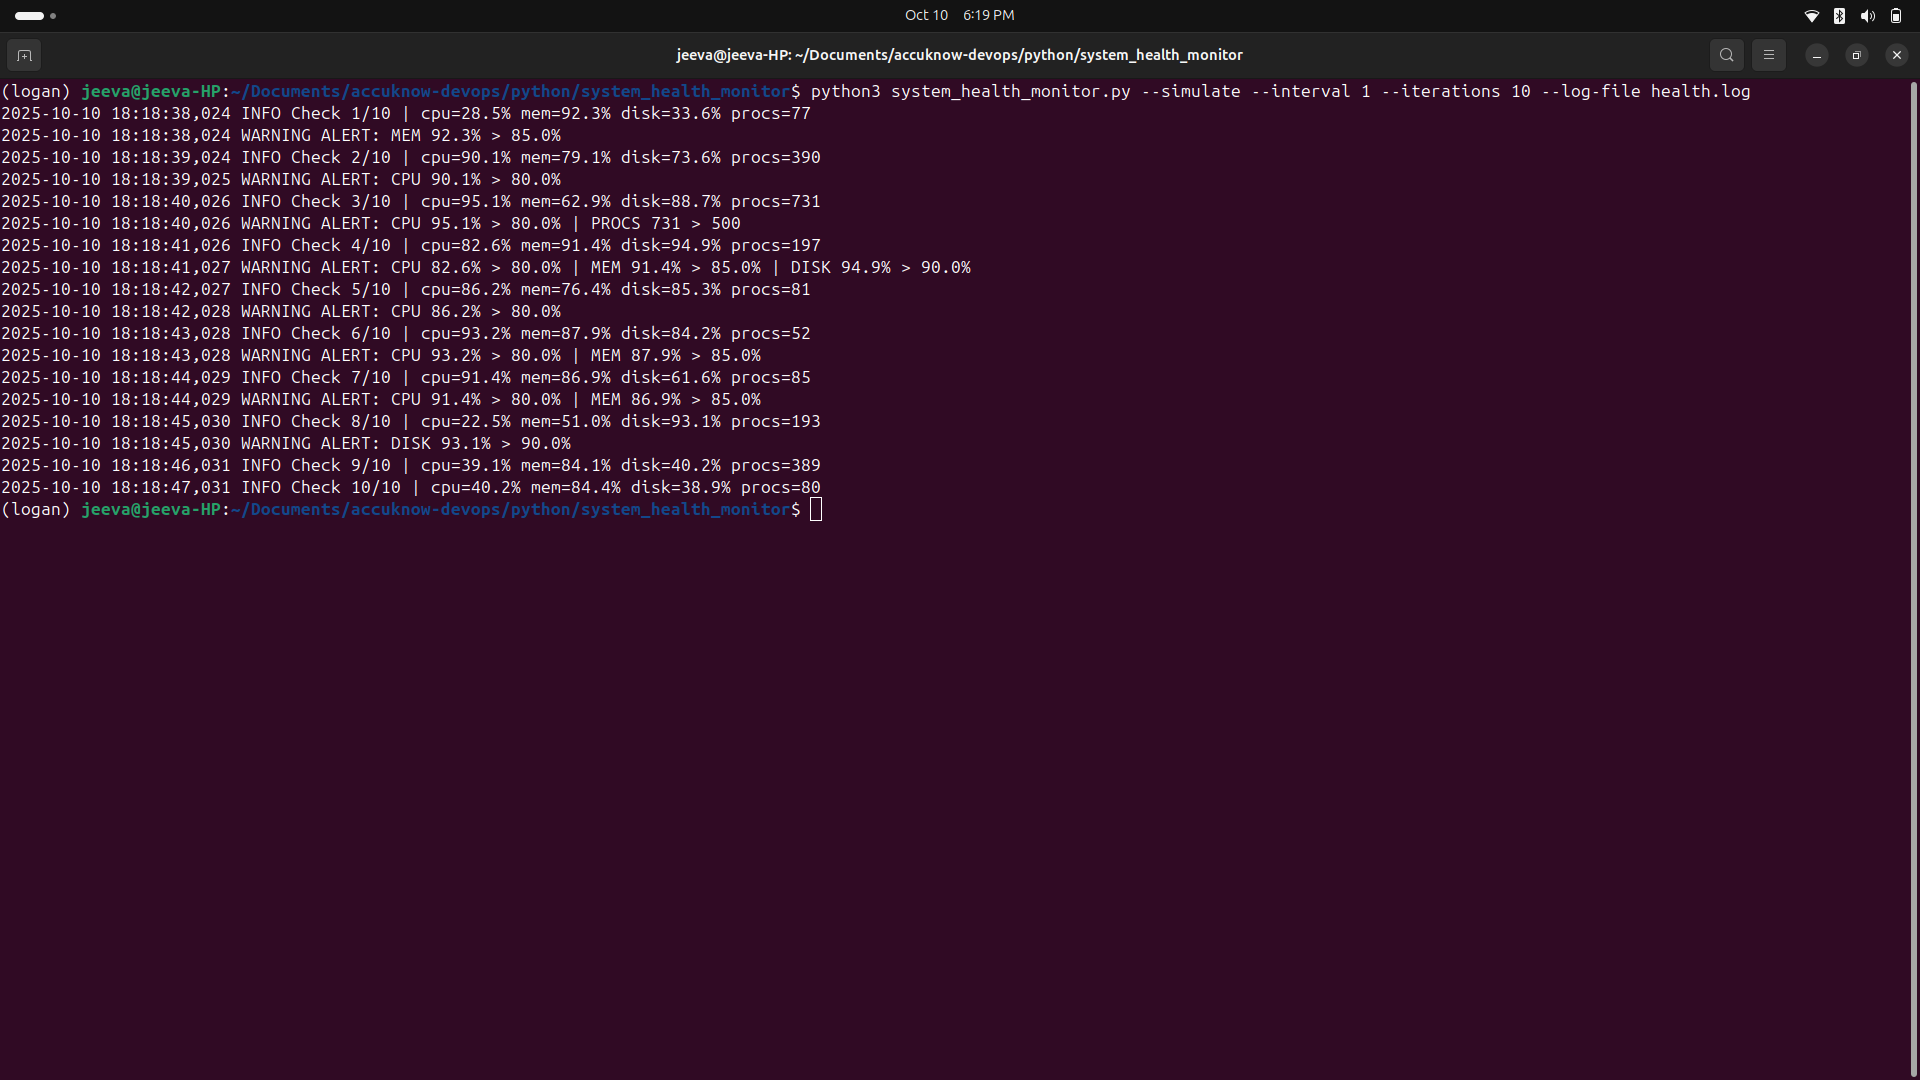 Oct 10 6:19 PM
jeeva@jeeva-HP: ~/Documents/accuknow-devops/python/system_health_monitor
(logan) jeeva@jeeva-HP:~/Documents/accuknow-devops/python/system_health_monitor$ python3 system_health_monitor.py --simulate --interval 1 --iterations 10 --log-file health.log
2025-10-10 18:18:38,024 INFO Check 1/10 | cpu=28.5% mem=92.3% disk=33.6% procs=77
2025-10-10 18:18:38,024 WARNING ALERT: MEM 92.3% > 85.0%
2025-10-10 18:18:39,024 INFO Check 2/10 | cpu=90.1% mem=79.1% disk=73.6% procs=390
2025-10-10 18:18:39,025 WARNING ALERT: CPU 90.1% > 80.0%
2025-10-10 18:18:40,026 INFO Check 3/10 | cpu=95.1% mem=62.9% disk=88.7% procs=731
2025-10-10 18:18:40,026 WARNING ALERT: CPU 95.1% > 80.0% | PROCS 731 > 500
2025-10-10 18:18:41,026 INFO Check 4/10 | cpu=82.6% mem=91.4% disk=94.9% procs=197
2025-10-10 18:18:41,027 WARNING ALERT: CPU 82.6% > 80.0% | MEM 91.4% > 85.0% | DISK 94.9% > 90.0%
2025-10-10 18:18:42,027 INFO Check 5/10 | cpu=86.2% mem=76.4% disk=85.3% procs=81
2025-10-10 18:18:42,028 WARNING ALERT: CPU 86.2% > 80.0%
2025-10-10 18:18:43,028 INFO Check 6/10 | cpu=93.2% mem=87.9% disk=84.2% procs=52
2025-10-10 18:18:43,028 WARNING ALERT: CPU 93.2% > 80.0% | MEM 87.9% > 85.0%
2025-10-10 18:18:44,029 INFO Check 7/10 | cpu=91.4% mem=86.9% disk=61.6% procs=85
2025-10-10 18:18:44,029 WARNING ALERT: CPU 91.4% > 80.0% | MEM 86.9% > 85.0%
2025-10-10 18:18:45,030 INFO Check 8/10 | cpu=22.5% mem=51.0% disk=93.1% procs=193
2025-10-10 18:18:45,030 WARNING ALERT: DISK 93.1% > 90.0%
2025-10-10 18:18:46,031 INFO Check 9/10 | cpu=39.1% mem=84.1% disk=40.2% procs=389
2025-10-10 18:18:47,031 INFO Check 10/10 | cpu=40.2% mem=84.4% disk=38.9% procs=80
(logan) jeeva@jeeva-HP:~/Documents/accuknow-devops/python/system_health_monitor$